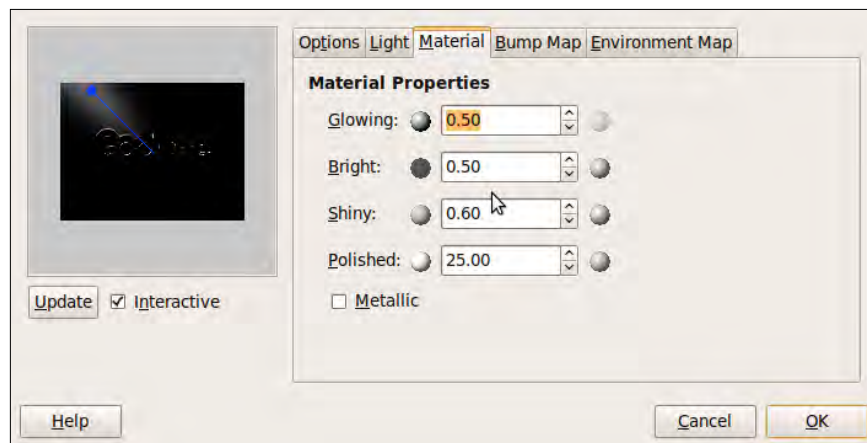 Options Light Material Bump Map Environment Map
Material Properties
Glowing: 0.50
Bright: 0.50
Shiny: 0.60
Polished: 25.00
Metallic
Update Interactive
Help Cancel OK